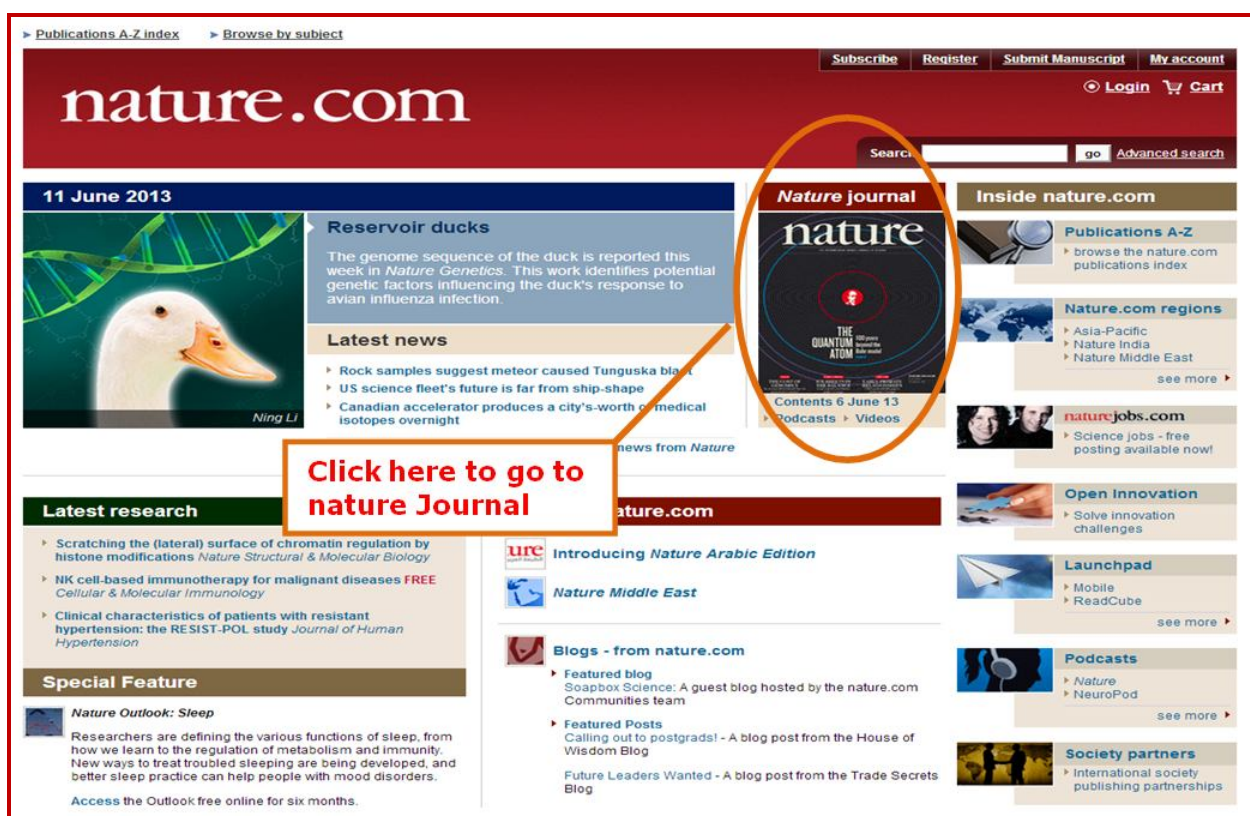 Publications A-Z index
Browse by subject
Subscribe
Register
Submit Manuscript
My account
nature.com
Login
Cart
Search
go
Advanced search
11 June 2013
Reservoir ducks
The genome sequence of the duck is reported this
week in Nature Genetics. This work identifies potential
genetic factors influencing the duck's response to
avian influenza infection.
Ning Li
Latest news
Rock samples suggest meteor caused Tunguska blast
US science fleet's future is far from ship-shape
Canadian accelerator produces a city's-worth of medical
isotopes overnight
news from Nature
Nature journal
nature
THE
QUANTUM
ATOM
100 years
beyond the
Bohr model
Contents 6 June 13
Podcasts
Videos
Click here to go to
nature Journal
Latest research
Scratching the (lateral) surface of chromatin regulation by
histone modifications Nature Structural & Molecular Biology
NK cell-based immunotherapy for malignant diseases FREE
Cellular & Molecular Immunology
Clinical characteristics of patients with resistant
hypertension: the RESIST-POL study Journal of Human
Hypertension
Special Feature
Nature Outlook: Sleep
Researchers are defining the various functions of sleep, from
how we learn to the regulation of metabolism and immunity.
New ways to treat troubled sleeping are being developed, and
better sleep practice can help people with mood disorders.
Access the Outlook free online for six months.
ature.com
ure
Introducing Nature Arabic Edition
Nature Middle East
Blogs - from nature.com
Featured blog
Soapbox Science: A guest blog hosted by the nature.com
Communities team
Featured Posts
Calling out to postgrads! - A blog post from the House of
Wisdom Blog
Future Leaders Wanted - A blog post from the Trade Secrets
Blog
Inside nature.com
Publications A-Z
browse the nature.com
publications index
Nature.com regions
Asia-Pacific
Nature India
Nature Middle East
see more
naturejobs.com
Science jobs - free
posting available now!
Open Innovation
Solve innovation
challenges
Launchpad
Mobile
ReadCube
see more
Podcasts
Nature
NeuroPod
see more
Society partners
International society
publishing partnerships